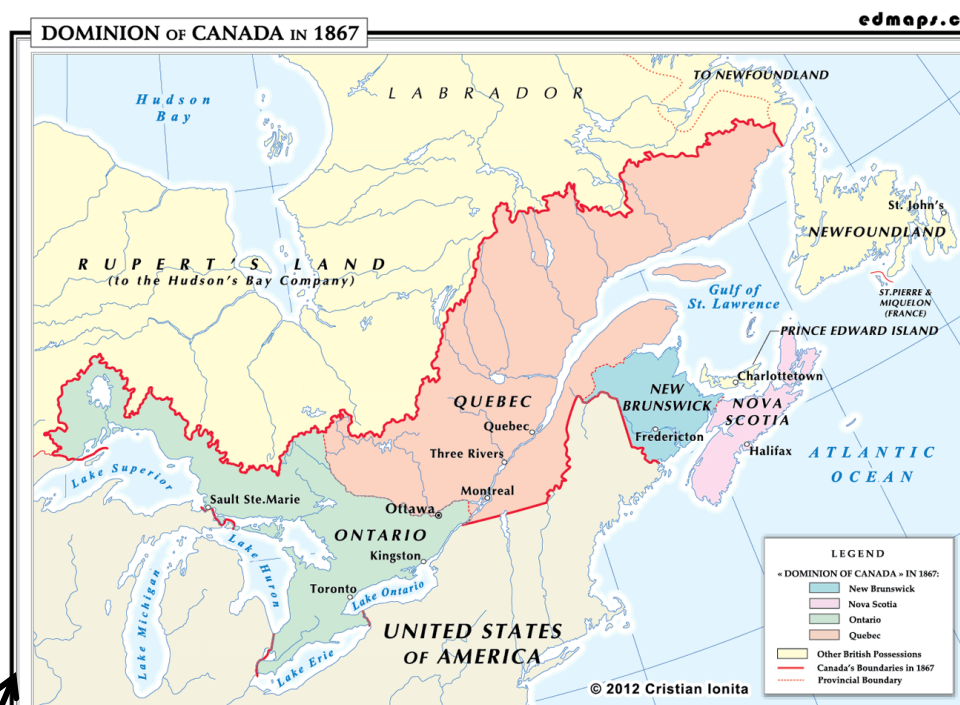 edmaps.c
DOMINION OF CANADA IN 1867
TO NEWFOUNDLAND
LABRADOR
Hudson
Bay
St. John's
NEWFOUNDLAND
RUPERT'S LAND
(to the Hudson's Bay Company)
Gulf of
St. Lawrence
ST.PIERRE &
MIQUELON
(FRANCE)
PRINCE EDWARD ISLAND
Charlottetown
NEW
BRUNSWICK
QUEBEC
NOVA
SCOTIA
Quebec
Fredericton
Halifax
Three Rivers
ATLANTIC
OCEAN
Lake Superior
Montreal
Sault Ste.Marie
Ottawa
ONTARIO
Kingston
Lake Huron
Toronto
Lake Ontario
Lake Michigan
Lake Erie
UNITED STATES
OF AMERICA
LEGEND
« DOMINION OF CANADA » IN 1867:
New Brunswick
Nova Scotia
Ontario
Quebec
Other British Possessions
Canada's Boundaries in 1867
Provincial Boundary
© 2012 Cristian Ionita